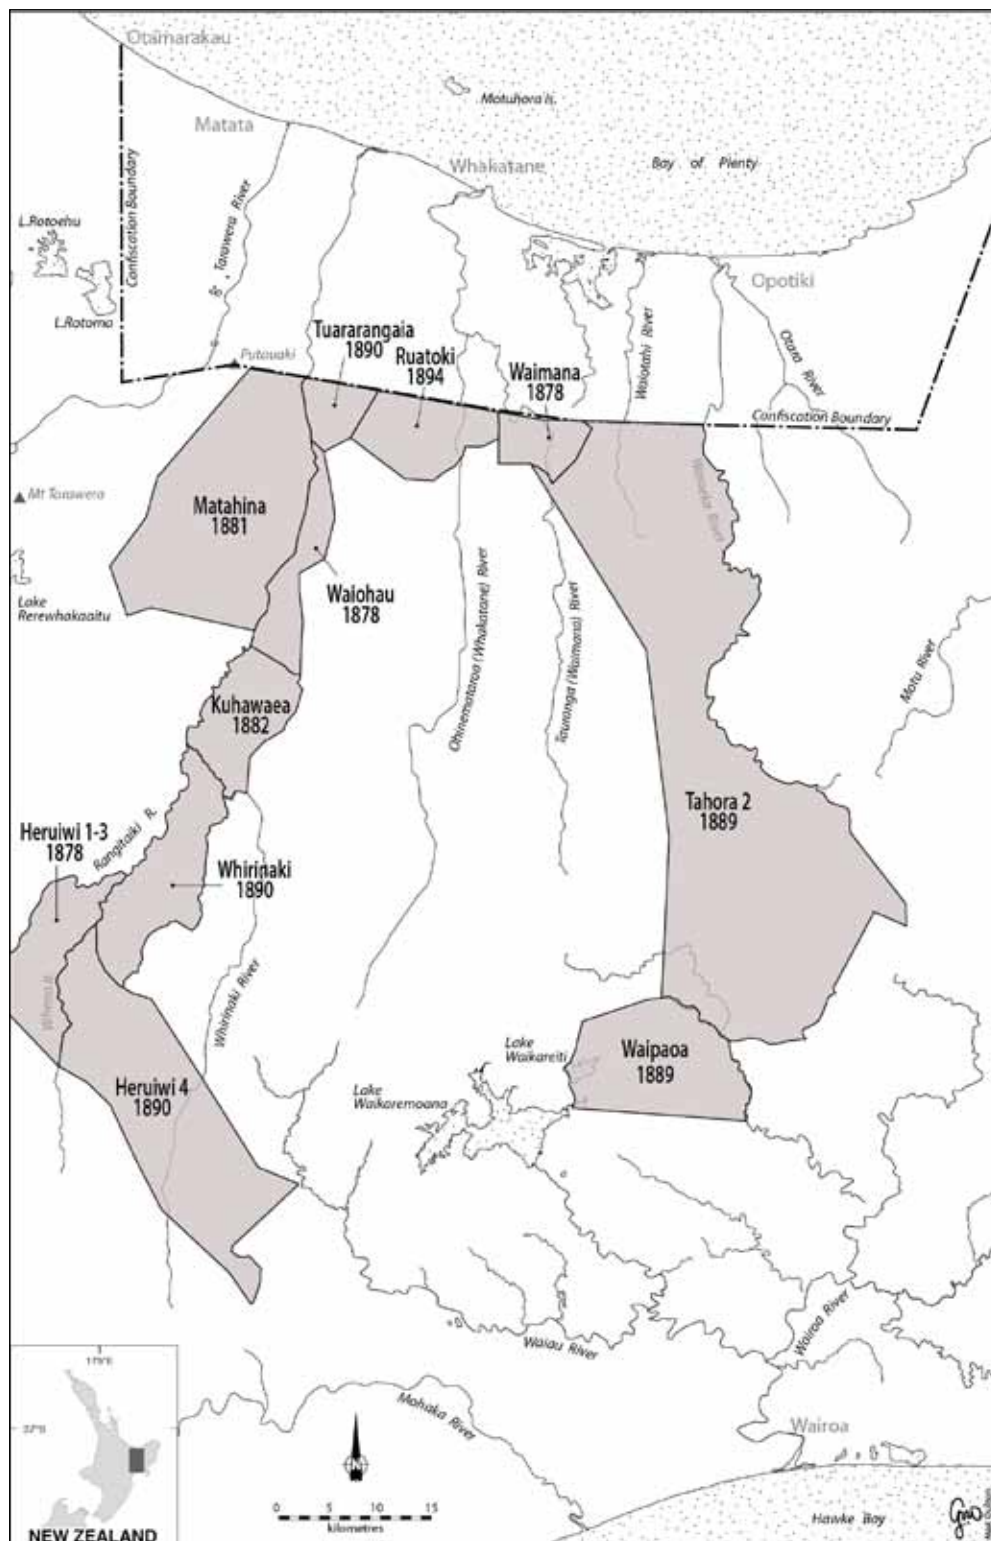 Otamarakau
Motuhora Is.
Matata
Whakatane
Bay of Plenty
Confiscation Boundary
Tarawera River
L.Rotoehu
L.Rotoma
Opotiki
Waiotahi River
Otara River
Putauaki
Tuararangaia
1890
Ruatoki
1894
Waimana
1878
Confiscation Boundary
Mt Tarawera
Matahina
1881
Lake
Rerewhakaaitu
Waiohau
1878
Ohinemataroa (Whakatane) River
Tauranga (Waimana) River
Motu River
Kuhawaea
1882
Tahora 2
1889
Rangitaiki R.
Heruiwi 1-3
1878
Whirinaki
1890
Whirinaki River
Heruiwi 4
1890
Lake
Waikareiti
Lake
Waikaremoana
Waipaoa
1889
Waiau River
Wairoa River
Mohaka River
Wairoa
Hawke Bay
NEW ZEALAND
N
0 5 10 15
kilometres